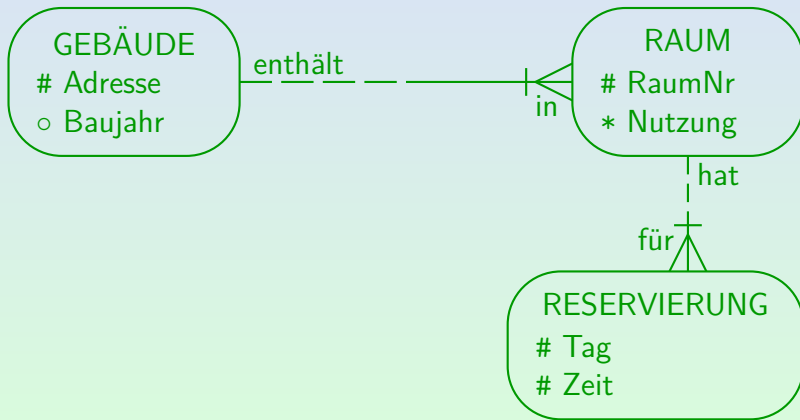 GEBÄUDE
# Adresse
○ Baujahr
enthält
in
RAUM
# RaumNr
* Nutzung
hat
für
RESERVIERUNG
# Tag
# Zeit